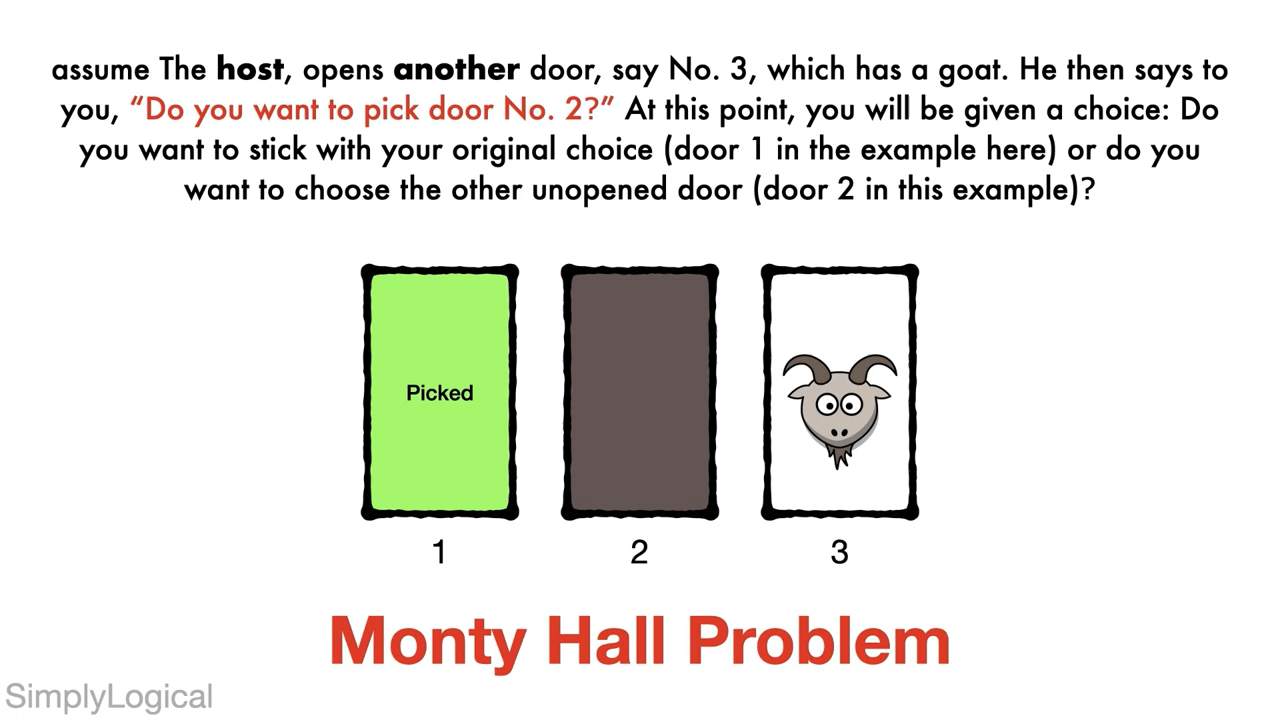 assume The host, opens another door, say No. 3, which has a goat. He then says to
you, “Do you want to pick door No. 2?” At this point, you will be given a choice: Do
you want to stick with your original choice (door 1 in the example here) or do you
want to choose the other unopened door (door 2 in this example)?
Picked
1 2 3
Monty Hall Problem
SimplyLogical